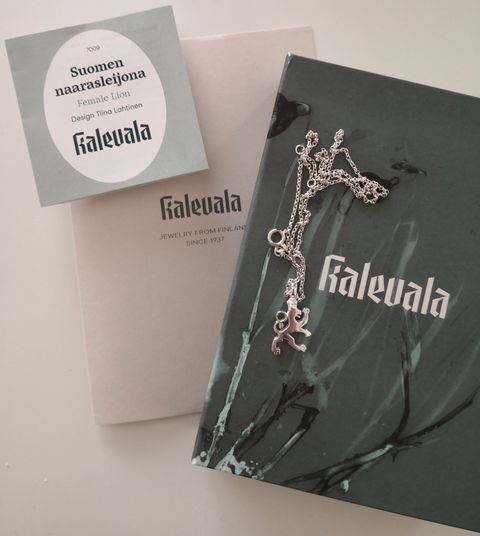 7009
Suomen
naarasleijona
Female Lion
Design Tiina Lahtinen
Kalevala
Kalevala
JEWELRY FROM FINLAND
SINCE 1937
Kalevala